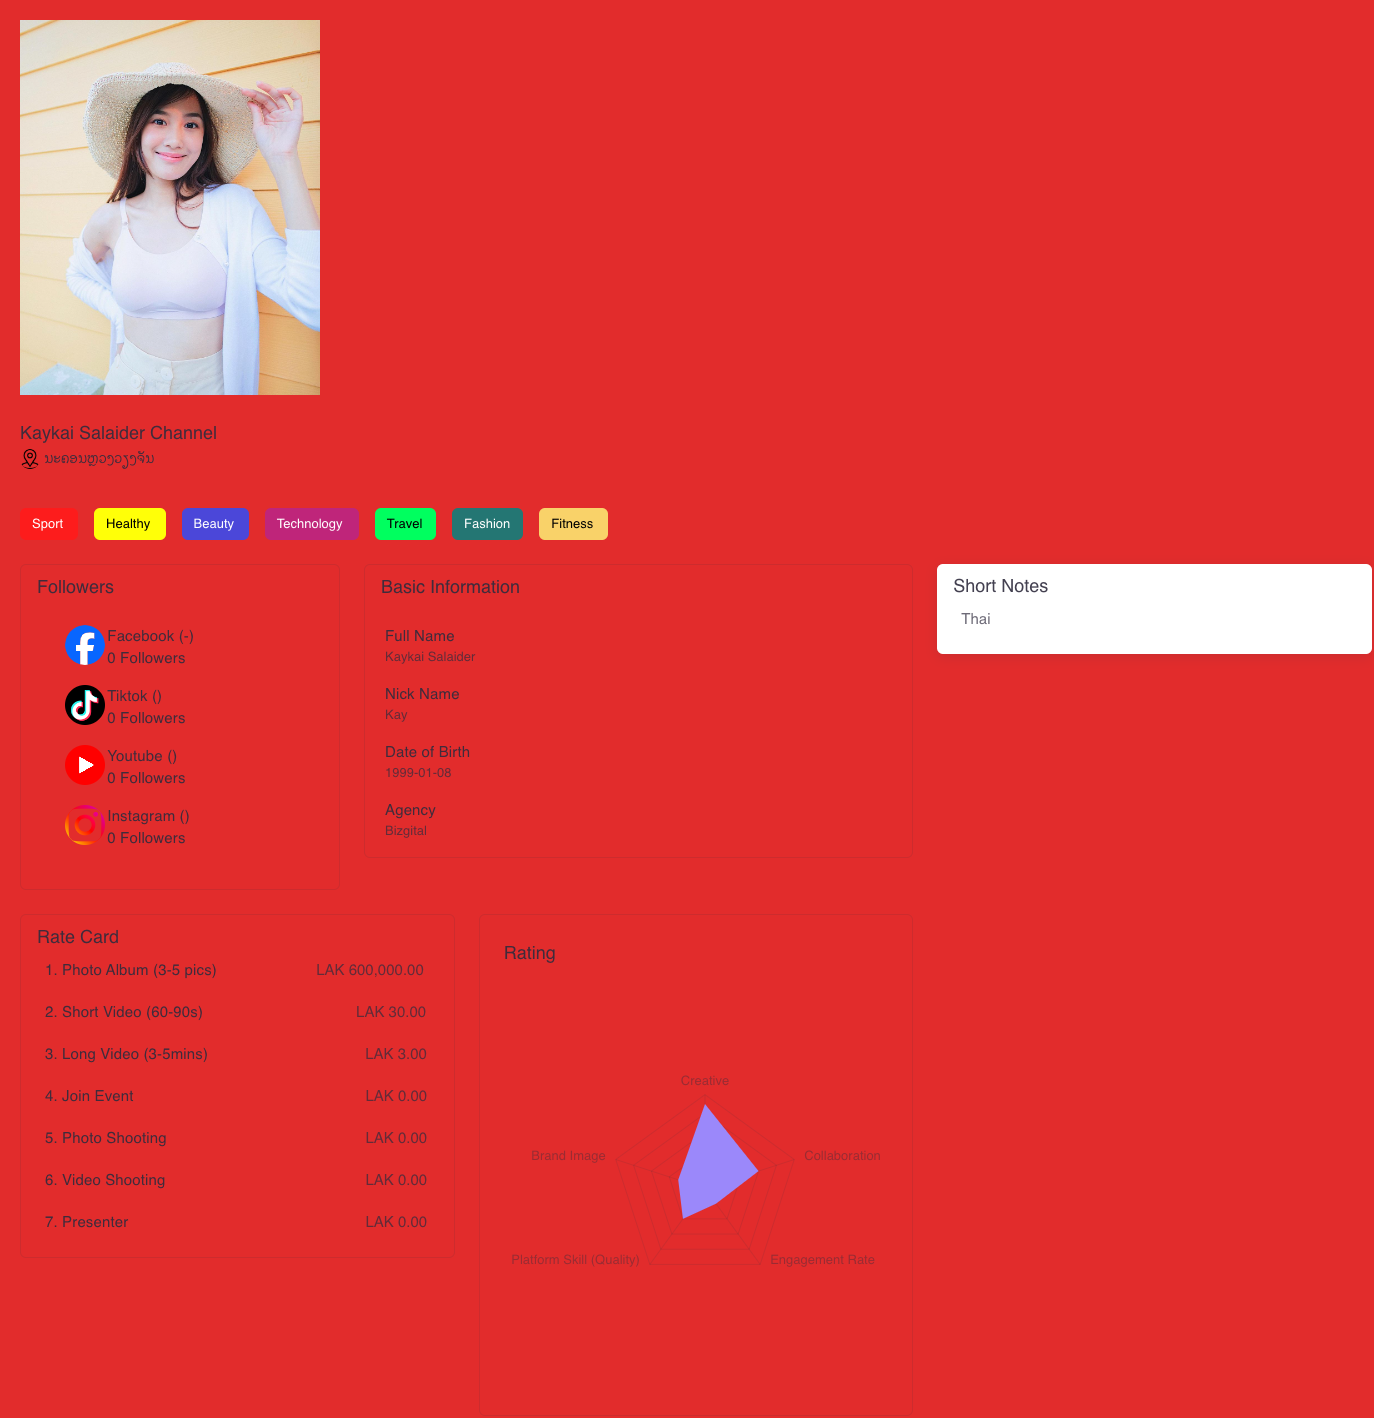 Kaykai Salaider Channel
ນະຄອນຫຼວງວຽງຈັນ
Sport
Healthy
Beauty
Technology
Travel
Fashion
Fitness
Followers
Facebook (-)
0 Followers
Tiktok ()
0 Followers
Youtube ()
0 Followers
Instagram ()
0 Followers
Basic Information
Full Name
Kaykai Salaider
Nick Name
Kay
Date of Birth
1999-01-08
Agency
Bizgital
Short Notes
Thai
Rate Card
1. Photo Album (3-5 pics) LAK 600,000.00
2. Short Video (60-90s) LAK 30.00
3. Long Video (3-5mins) LAK 3.00
4. Join Event LAK 0.00
5. Photo Shooting LAK 0.00
6. Video Shooting LAK 0.00
7. Presenter LAK 0.00
Rating
Creative
Brand Image
Collaboration
Platform Skill (Quality)
Engagement Rate